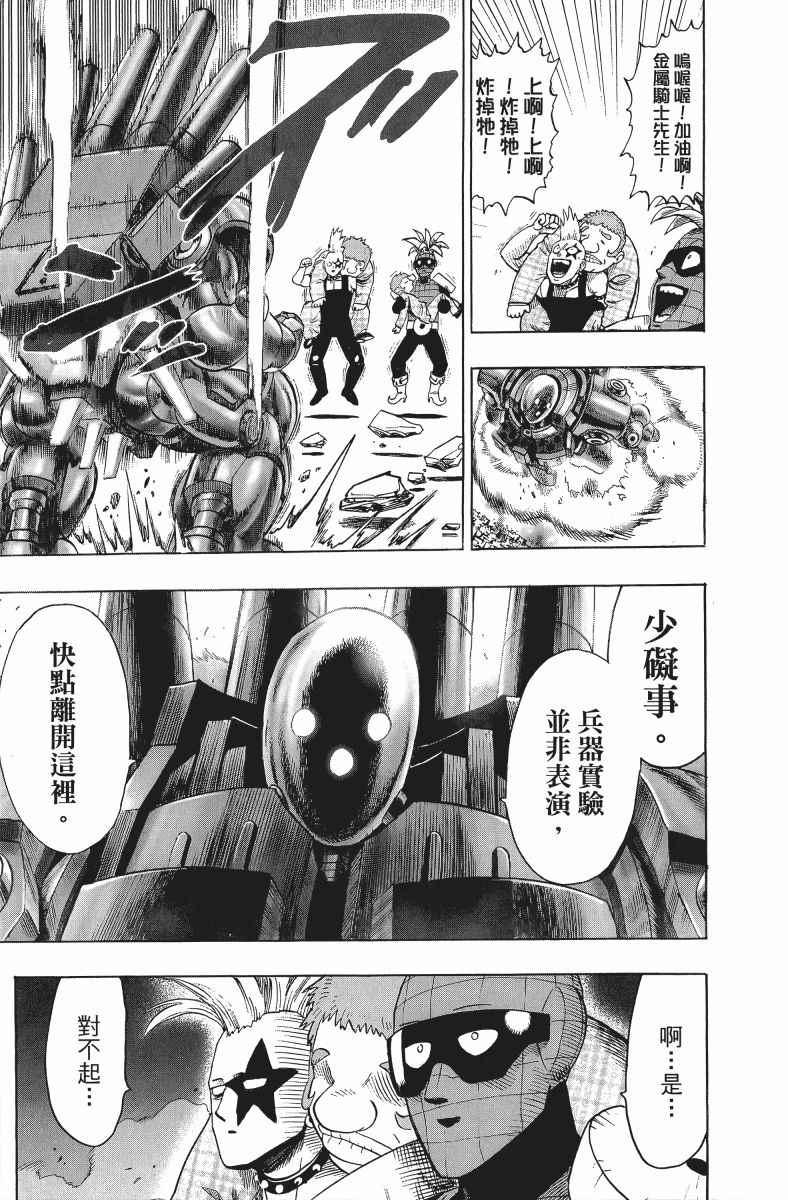 嗚喔喔！加油啊！
金屬騎士先生！
上啊！上啊
！炸掉牠！
炸掉牠！
ブ
ン
少礙事。
兵器實驗
並非表演，
快點離開這裡。
啊…是…
對不起…